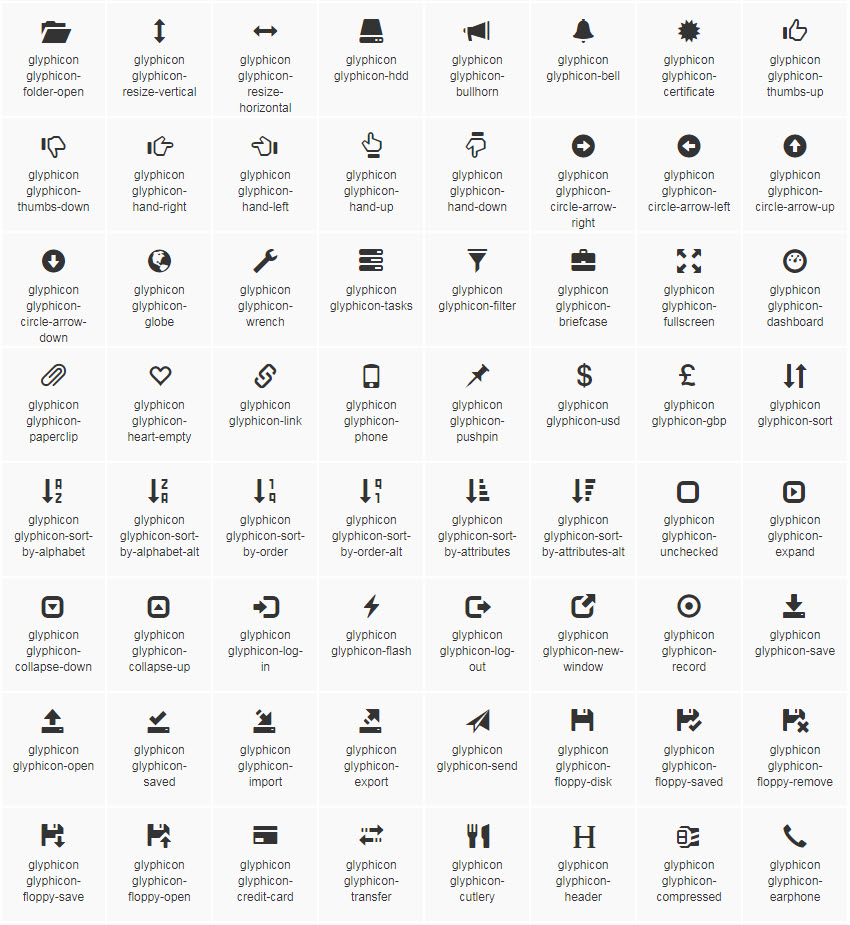 glyphicon
glyphicon-
folder-open
glyphicon
glyphicon-
resize-vertical
glyphicon
glyphicon-
resize-
horizontal
glyphicon
glyphicon-hdd
glyphicon
glyphicon-
bullhorn
glyphicon
glyphicon-bell
glyphicon
glyphicon-
certificate
glyphicon
glyphicon-
thumbs-up
glyphicon
glyphicon-
thumbs-down
glyphicon
glyphicon-
hand-right
glyphicon
glyphicon-
hand-left
glyphicon
glyphicon-
hand-up
glyphicon
glyphicon-
hand-down
glyphicon
glyphicon-
circle-arrow-
right
glyphicon
glyphicon-
circle-arrow-left
glyphicon
glyphicon-
circle-arrow-up
glyphicon
glyphicon-
circle-arrow-
down
glyphicon
glyphicon-
globe
glyphicon
glyphicon-
wrench
glyphicon
glyphicon-tasks
glyphicon
glyphicon-filter
glyphicon
glyphicon-
briefcase
glyphicon
glyphicon-
fullscreen
glyphicon
glyphicon-
dashboard
glyphicon
glyphicon-
paperclip
glyphicon
glyphicon-
heart-empty
glyphicon
glyphicon-link
glyphicon
glyphicon-
phone
glyphicon
glyphicon-
pushpin
$
glyphicon
glyphicon-usd
£
glyphicon
glyphicon-gbp
glyphicon
glyphicon-sort
A
Z
glyphicon
glyphicon-sort-
by-alphabet
Z
A
glyphicon
glyphicon-sort-
by-alphabet-alt
1
9
glyphicon
glyphicon-sort-
by-order
9
1
glyphicon
glyphicon-sort-
by-order-alt
glyphicon
glyphicon-sort-
by-attributes
glyphicon
glyphicon-sort-
by-attributes-alt
glyphicon
glyphicon-
unchecked
glyphicon
glyphicon-
expand
glyphicon
glyphicon-
collapse-down
glyphicon
glyphicon-
collapse-up
glyphicon
glyphicon-log-
in
glyphicon
glyphicon-flash
glyphicon
glyphicon-log-
out
glyphicon
glyphicon-new-
window
glyphicon
glyphicon-
record
glyphicon
glyphicon-save
glyphicon
glyphicon-open
glyphicon
glyphicon-
saved
glyphicon
glyphicon-
import
glyphicon
glyphicon-
export
glyphicon
glyphicon-send
glyphicon
glyphicon-
floppy-disk
glyphicon
glyphicon-
floppy-saved
glyphicon
glyphicon-
floppy-remove
glyphicon
glyphicon-
floppy-save
glyphicon
glyphicon-
floppy-open
glyphicon
glyphicon-
credit-card
glyphicon
glyphicon-
transfer
glyphicon
glyphicon-
cutlery
H
glyphicon
glyphicon-
header
glyphicon
glyphicon-
compressed
glyphicon
glyphicon-
earphone